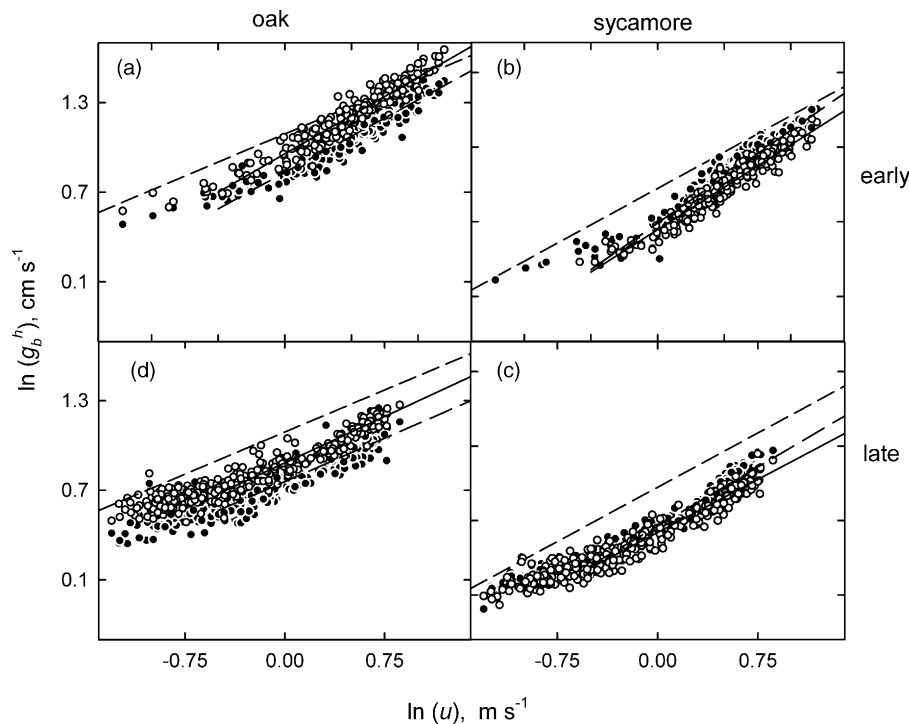 oak
sycamore
(a)
(b)
1.3
0.7
0.1
early
ln (g_b^h), cm s^-1
(d)
(c)
1.3
0.7
0.1
late
-0.75 0.00 0.75
-0.75 0.00 0.75
ln (u), m s^-1